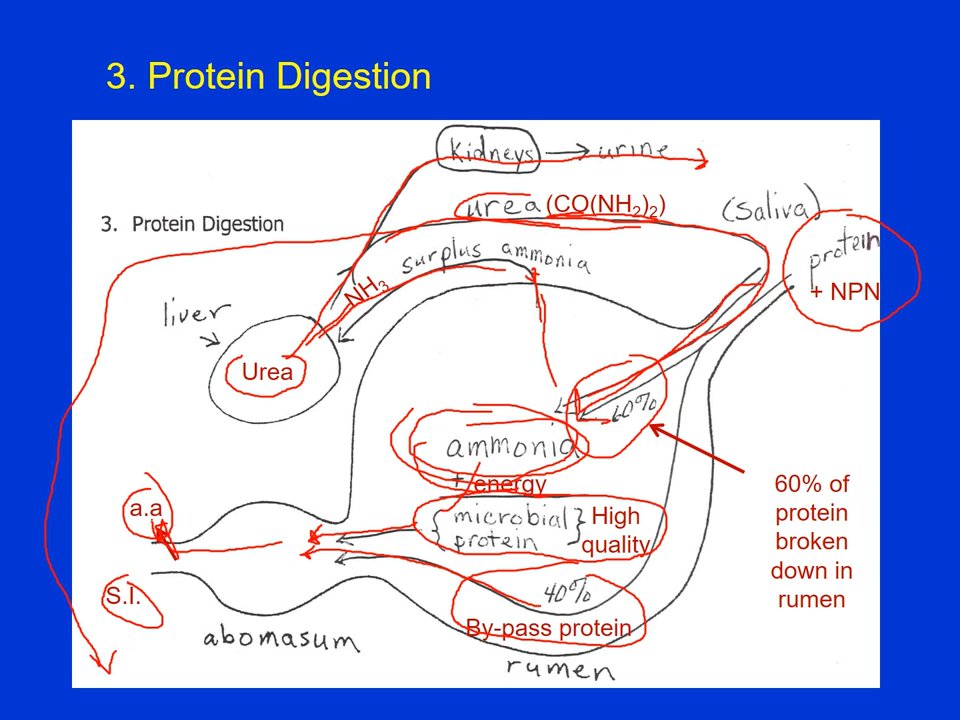 3. Protein Digestion
Kidneys → urine
urea (CO(NH₂)₂)
(Saliva)
3. Protein Digestion
surplus ammonia
protein
+ NPN
NH₃
liver
Urea
60%
ammonia
+ energy
60% of
protein
broken
down in
rumen
a.a
{microbial
protein}
High
quality
40%
S.I.
By-pass protein
abomasum
rumen